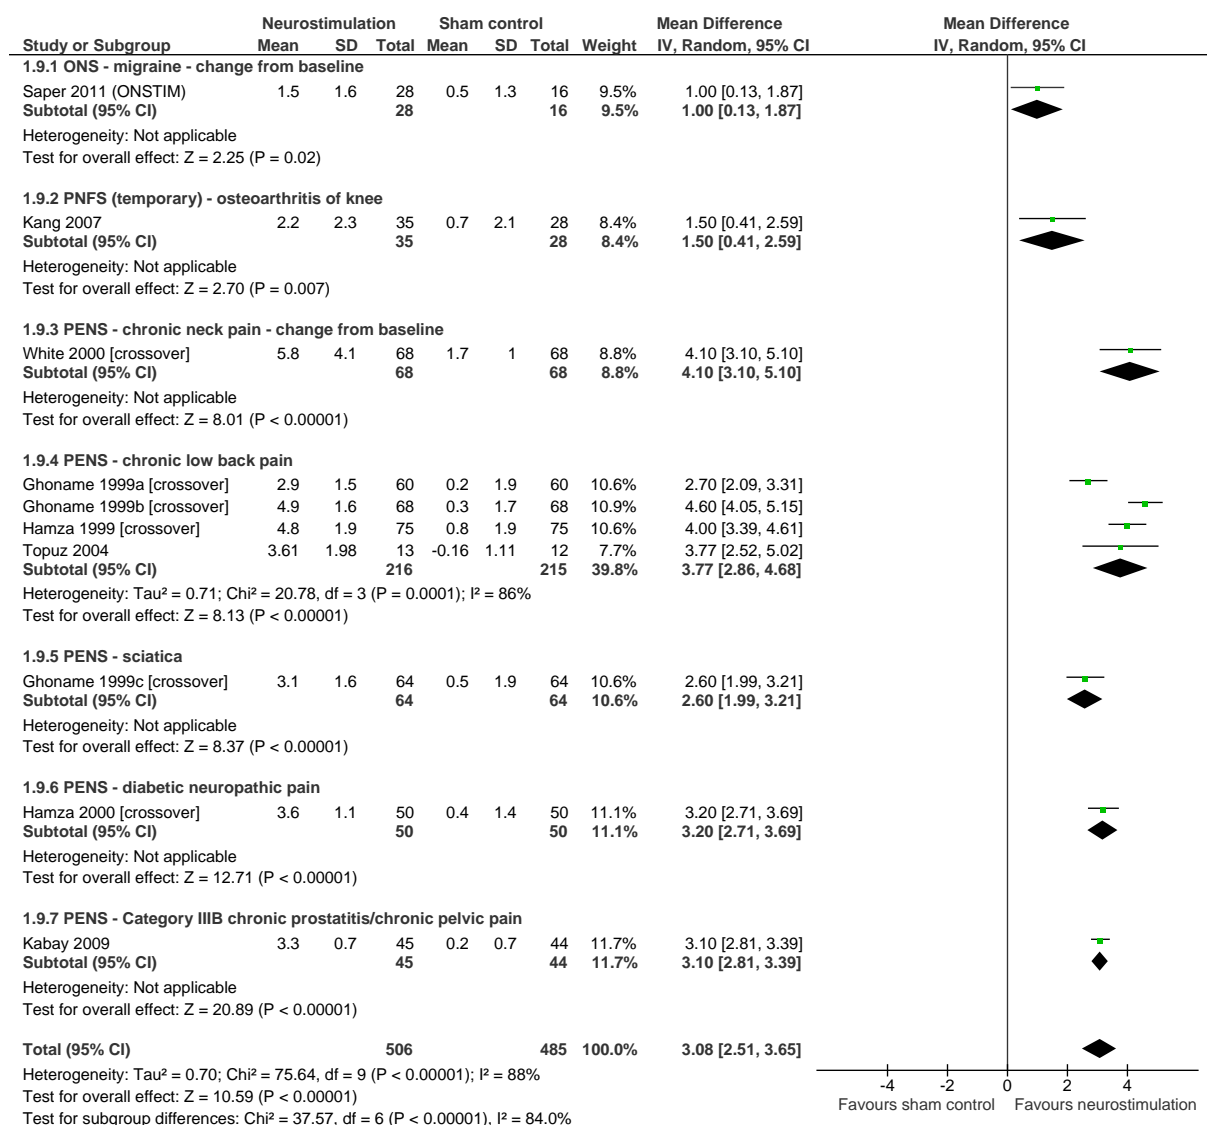 Neurostimulation Sham control Mean Difference Mean Difference
Study or Subgroup Mean SD Total Mean SD Total Weight IV, Random, 95% CI IV, Random, 95% CI
1.9.1 ONS - migraine - change from baseline
Saper 2011 (ONSTIM) 1.5 1.6 28 0.5 1.3 16 9.5% 1.00 [0.13, 1.87]
Subtotal (95% CI) 28 16 9.5% 1.00 [0.13, 1.87]
Heterogeneity: Not applicable
Test for overall effect: Z = 2.25 (P = 0.02)
1.9.2 PNFS (temporary) - osteoarthritis of knee
Kang 2007 2.2 2.3 35 0.7 2.1 28 8.4% 1.50 [0.41, 2.59]
Subtotal (95% CI) 35 28 8.4% 1.50 [0.41, 2.59]
Heterogeneity: Not applicable
Test for overall effect: Z = 2.70 (P = 0.007)
1.9.3 PENS - chronic neck pain - change from baseline
White 2000 [crossover] 5.8 4.1 68 1.7 1 68 8.8% 4.10 [3.10, 5.10]
Subtotal (95% CI) 68 68 8.8% 4.10 [3.10, 5.10]
Heterogeneity: Not applicable
Test for overall effect: Z = 8.01 (P < 0.00001)
1.9.4 PENS - chronic low back pain
Ghoname 1999a [crossover] 2.9 1.5 60 0.2 1.9 60 10.6% 2.70 [2.09, 3.31]
Ghoname 1999b [crossover] 4.9 1.6 68 0.3 1.7 68 10.9% 4.60 [4.05, 5.15]
Hamza 1999 [crossover] 4.8 1.9 75 0.8 1.9 75 10.6% 4.00 [3.39, 4.61]
Topuz 2004 3.61 1.98 13 -0.16 1.11 12 7.7% 3.77 [2.52, 5.02]
Subtotal (95% CI) 216 215 39.8% 3.77 [2.86, 4.68]
Heterogeneity: Tau² = 0.71; Chi² = 20.78, df = 3 (P = 0.0001); I² = 86%
Test for overall effect: Z = 8.13 (P < 0.00001)
1.9.5 PENS - sciatica
Ghoname 1999c [crossover] 3.1 1.6 64 0.5 1.9 64 10.6% 2.60 [1.99, 3.21]
Subtotal (95% CI) 64 64 10.6% 2.60 [1.99, 3.21]
Heterogeneity: Not applicable
Test for overall effect: Z = 8.37 (P < 0.00001)
1.9.6 PENS - diabetic neuropathic pain
Hamza 2000 [crossover] 3.6 1.1 50 0.4 1.4 50 11.1% 3.20 [2.71, 3.69]
Subtotal (95% CI) 50 50 11.1% 3.20 [2.71, 3.69]
Heterogeneity: Not applicable
Test for overall effect: Z = 12.71 (P < 0.00001)
1.9.7 PENS - Category IIIB chronic prostatitis/chronic pelvic pain
Kabay 2009 3.3 0.7 45 0.2 0.7 44 11.7% 3.10 [2.81, 3.39]
Subtotal (95% CI) 45 44 11.7% 3.10 [2.81, 3.39]
Heterogeneity: Not applicable
Test for overall effect: Z = 20.89 (P < 0.00001)
Total (95% CI) 506 485 100.0% 3.08 [2.51, 3.65]
Heterogeneity: Tau² = 0.70; Chi² = 75.64, df = 9 (P < 0.00001); I² = 88%
Test for overall effect: Z = 10.59 (P < 0.00001)
Test for subgroup differences: Chi² = 37.57, df = 6 (P < 0.00001), I² = 84.0%
-4 -2 0 2 4
Favours sham control Favours neurostimulation